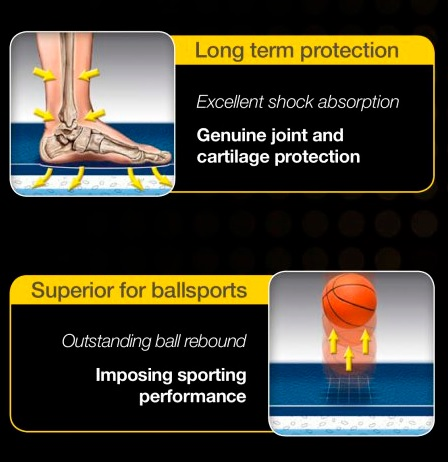 Long term protection
Excellent shock absorption
Genuine joint and
cartilage protection
Superior for ballsports
Outstanding ball rebound
Imposing sporting
performance